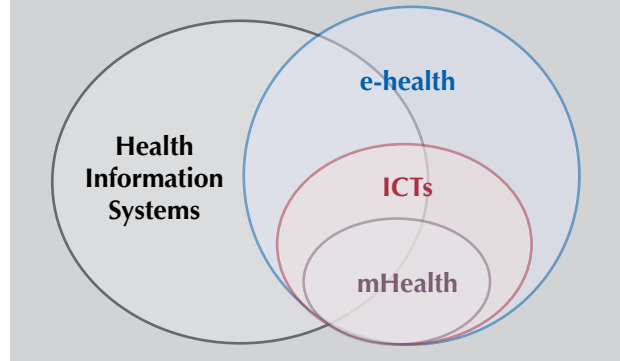 e-health
Health
Information
Systems
ICTs
mHealth